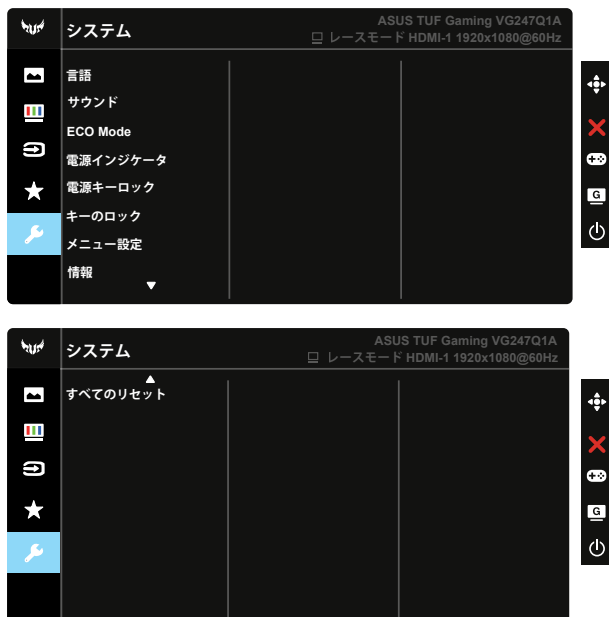 システム
ASUS TUF Gaming VG247Q1A
レースモード HDMI-1 1920x1080@60Hz
言語
サウンド
ECO Mode
電源インジケータ
電源キーロック
キーのロック
メニュー設定
情報
G
システム
ASUS TUF Gaming VG247Q1A
レースモード HDMI-1 1920x1080@60Hz
すべてのリセット
G